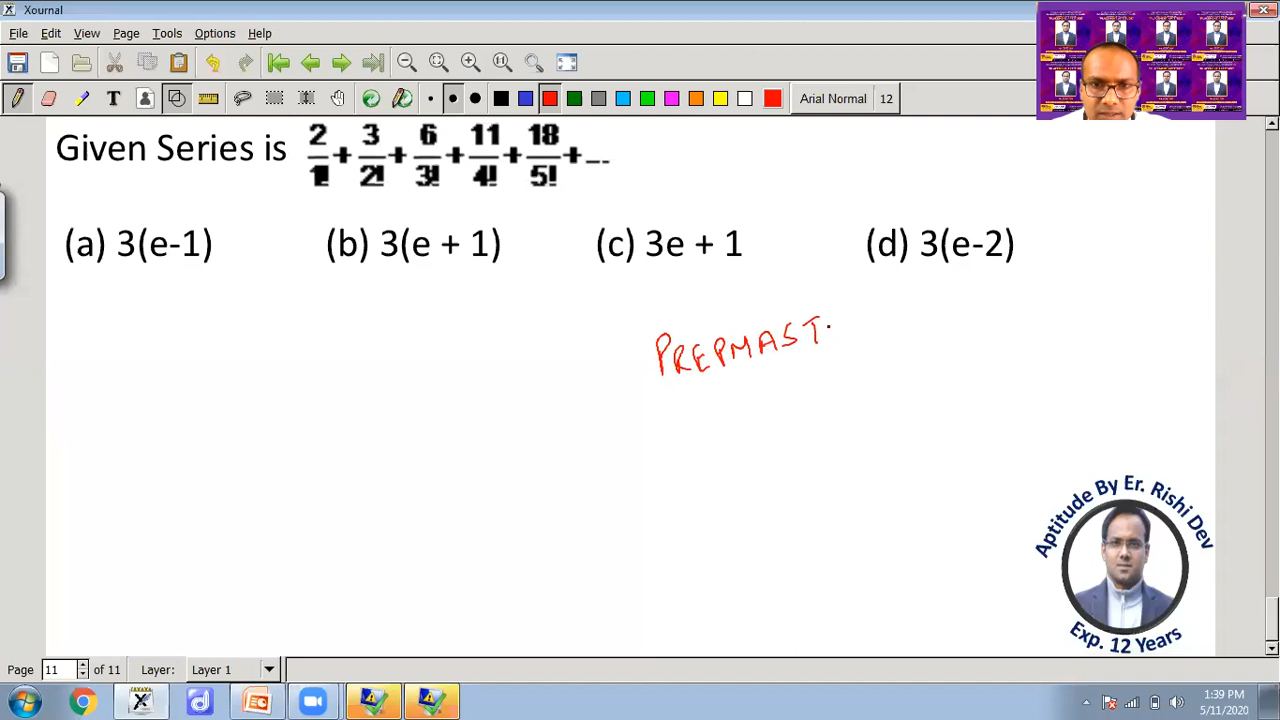 Xournal
File Edit View Page Tools Options Help
Arial Normal 12
Given Series is 2/1! + 3/2! + 6/3! + 11/4! + 18/5! + ...
(a) 3(e-1) (b) 3(e + 1) (c) 3e + 1 (d) 3(e-2)
PREPMAST
Aptitude By Er. Rishi Dev
Exp. 12 Years
Page 11 of 11 Layer: Layer 1
1:39 PM
5/11/2020